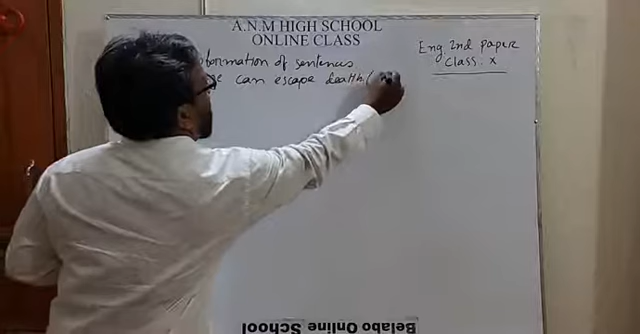 A.N.M HIGH SCHOOL
ONLINE CLASS
Eng. 2nd paper
Class: X
formation of sentences
can escape death (
Belabo Online School